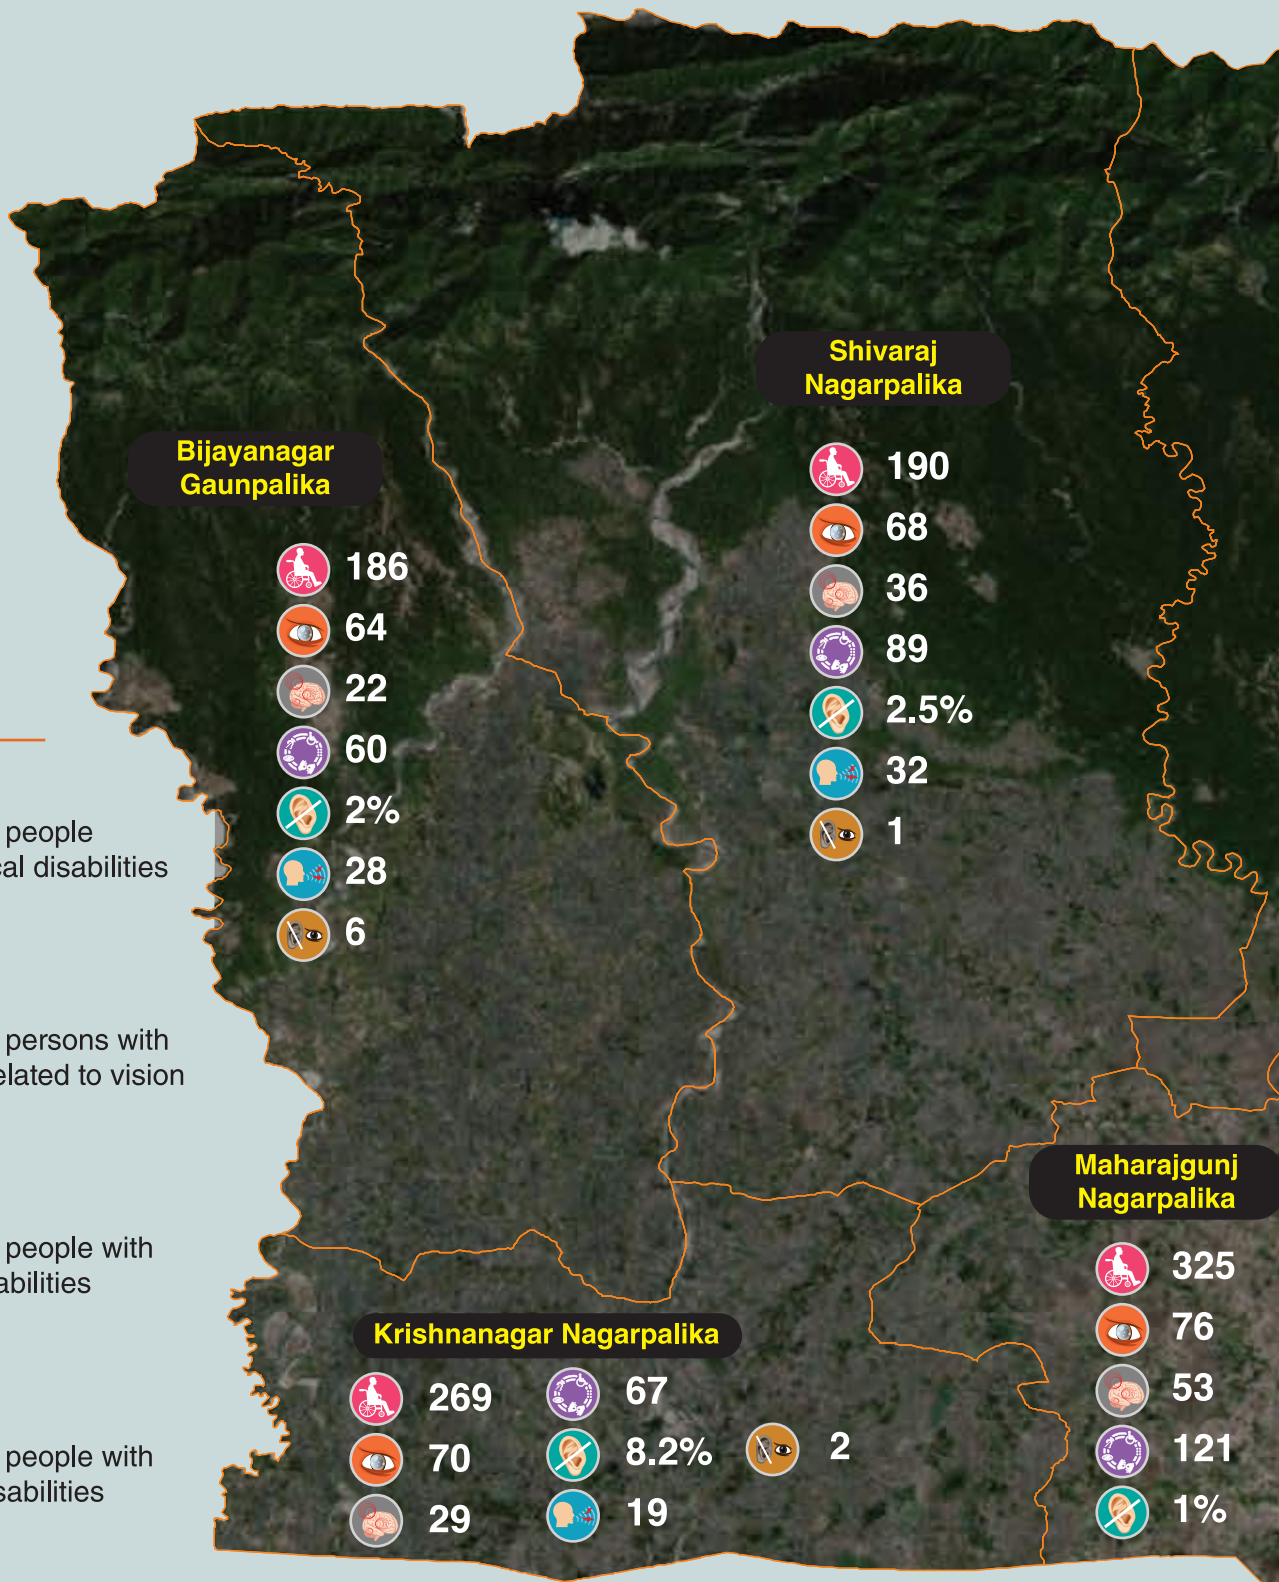 Shivaraj
Nagarpalika
190
68
36
89
2.5%
32
1
Bijayanagar
Gaunpalika
186
64
22
60
2%
28
6
people
cal disabilities
persons with
elated to vision
people with
abilities
people with
sabilities
Krishnanagar Nagarpalika
269
70
29
67
8.2%
19
2
Maharajgunj
Nagarpalika
325
76
53
121
1%